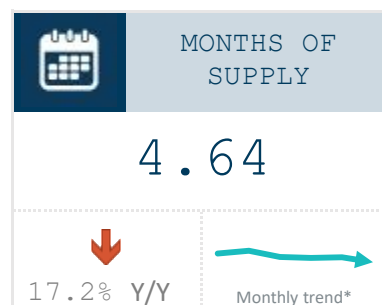 MONTHS OF
SUPPLY
4.64
17.2% Y/Y
Monthly trend*